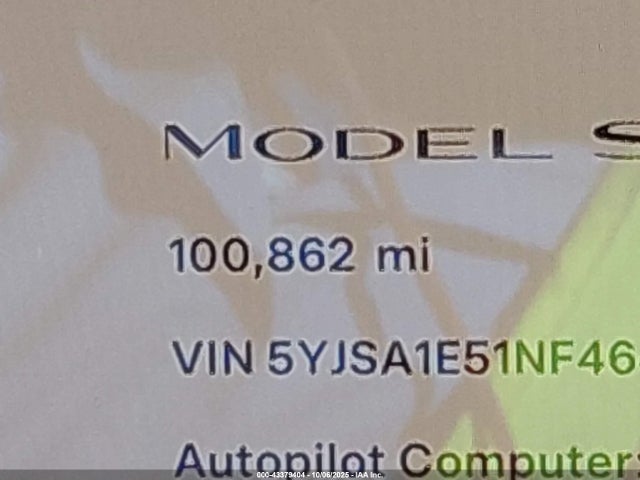 MODEL S
100,862 mi
VIN 5YJSA1E51NF46
Autopilot Computer:
000-43379404 - 10/06/2025 - IAA Inc.